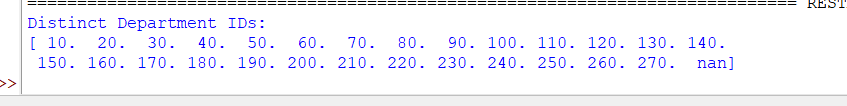 ================================================================================ REST
Distinct Department IDs:
[ 10.  20.  30.  40.  50.  60.  70.  80.  90. 100. 110. 120. 130. 140.
 150. 160. 170. 180. 190. 200. 210. 220. 230. 240. 250. 260. 270.  nan]
>>